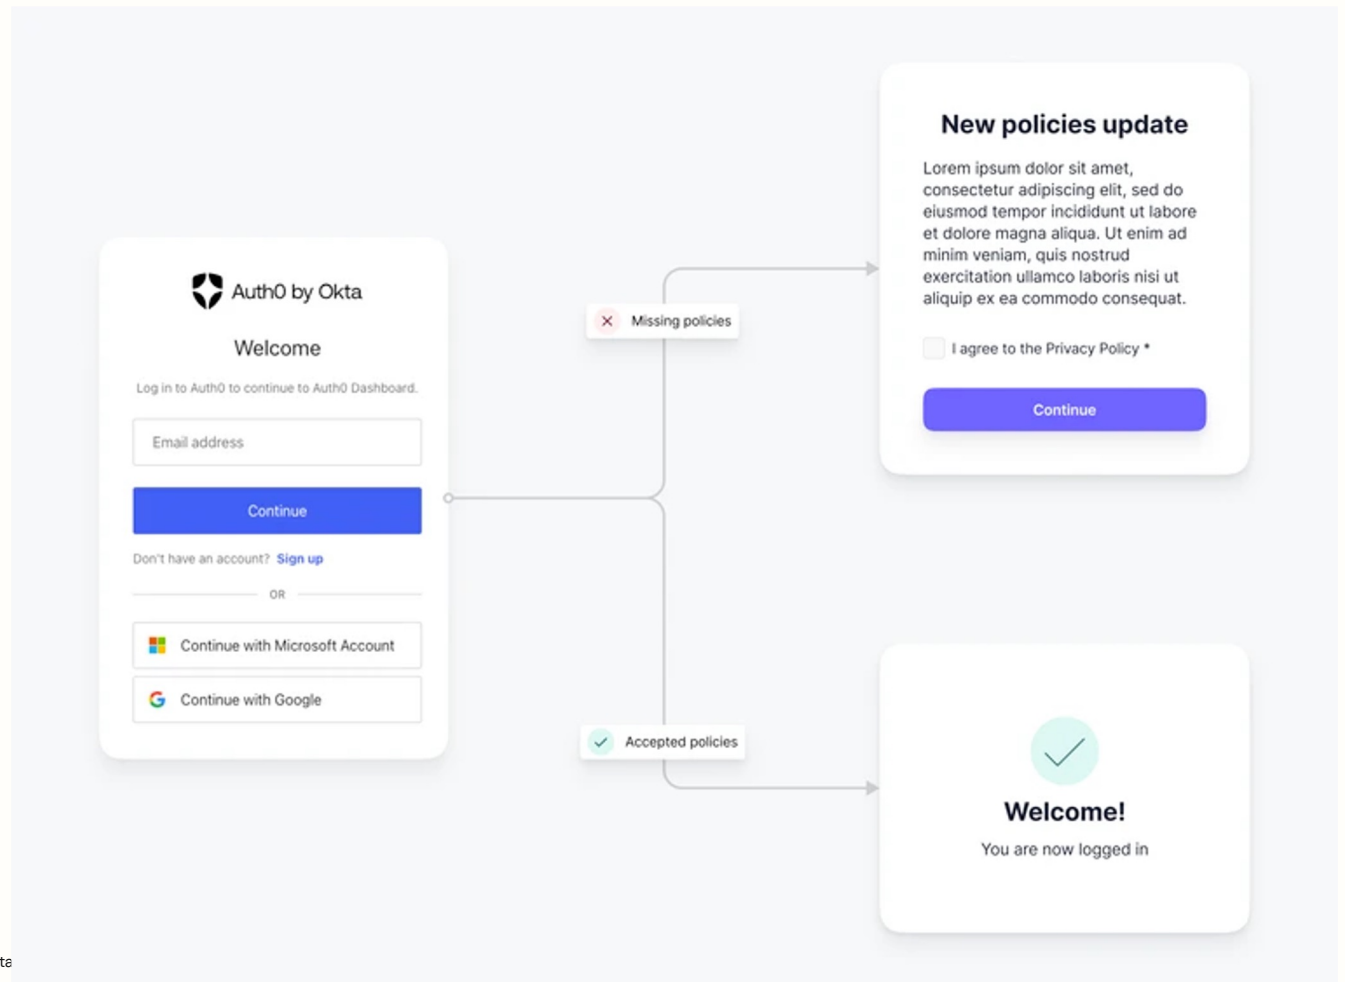 Auth0 by Okta
Welcome
Log in to Auth0 to continue to Auth0 Dashboard.
Email address
Continue
Don't have an account? Sign up
OR
Continue with Microsoft Account
Continue with Google
Missing policies
Accepted policies
New policies update
Lorem ipsum dolor sit amet,
consectetur adipiscing elit, sed do
eiusmod tempor incididunt ut labore
et dolore magna aliqua. Ut enim ad
minim veniam, quis nostrud
exercitation ullamco laboris nisi ut
aliquip ex ea commodo consequat.
I agree to the Privacy Policy *
Continue
Welcome!
You are now logged in
ta